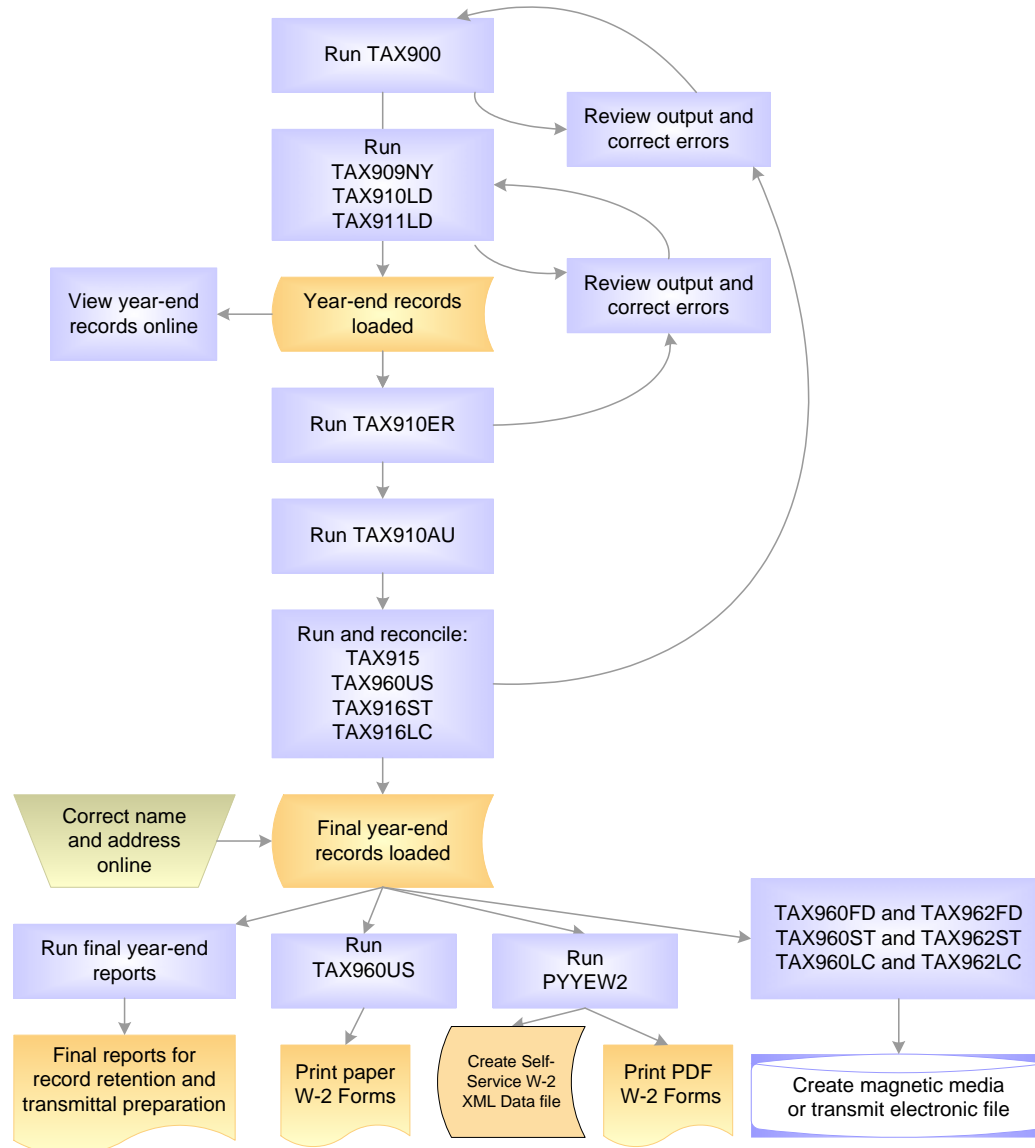 Run TAX900
Review output and
correct errors
Run
TAX909NY
TAX910LD
TAX911LD
View year-end
records online
Year-end records
loaded
Review output and
correct errors
Run TAX910ER
Run TAX910AU
Run and reconcile:
TAX915
TAX960US
TAX916ST
TAX916LC
Correct name
and address
online
Final year-end
records loaded
Run final year-end
reports
Run
TAX960US
Run
PYYEW2
TAX960FD and TAX962FD
TAX960ST and TAX962ST
TAX960LC and TAX962LC
Final reports for
record retention and
transmittal preparation
Print paper
W-2 Forms
Create Self-
Service W-2
XML Data file
Print PDF
W-2 Forms
Create magnetic media
or transmit electronic file